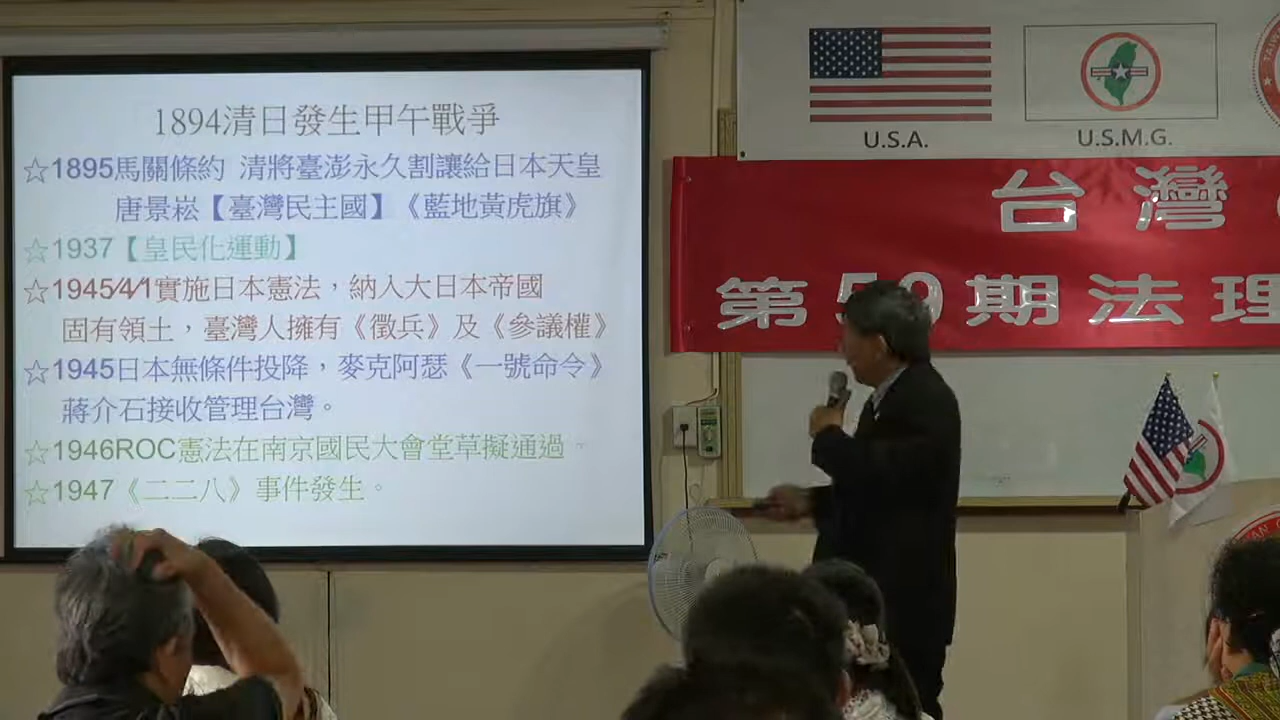 1894清日發生甲午戰爭
☆1895馬關條約 清將臺澎永久割讓給日本天皇
唐景崧【臺灣民主國】《藍地黃虎旗》
☆1937【皇民化運動】
☆1945/4/1實施日本憲法，納入大日本帝國
固有領土，臺灣人擁有《徵兵》及《參議權》
☆1945日本無條件投降，麥克阿瑟《一號命令》
蔣介石接收管理台灣。
☆1946ROC憲法在南京國民大會堂草擬通過。
☆1947《二二八》事件發生。
U.S.A.
U.S.M.G.
台灣
第59期法理